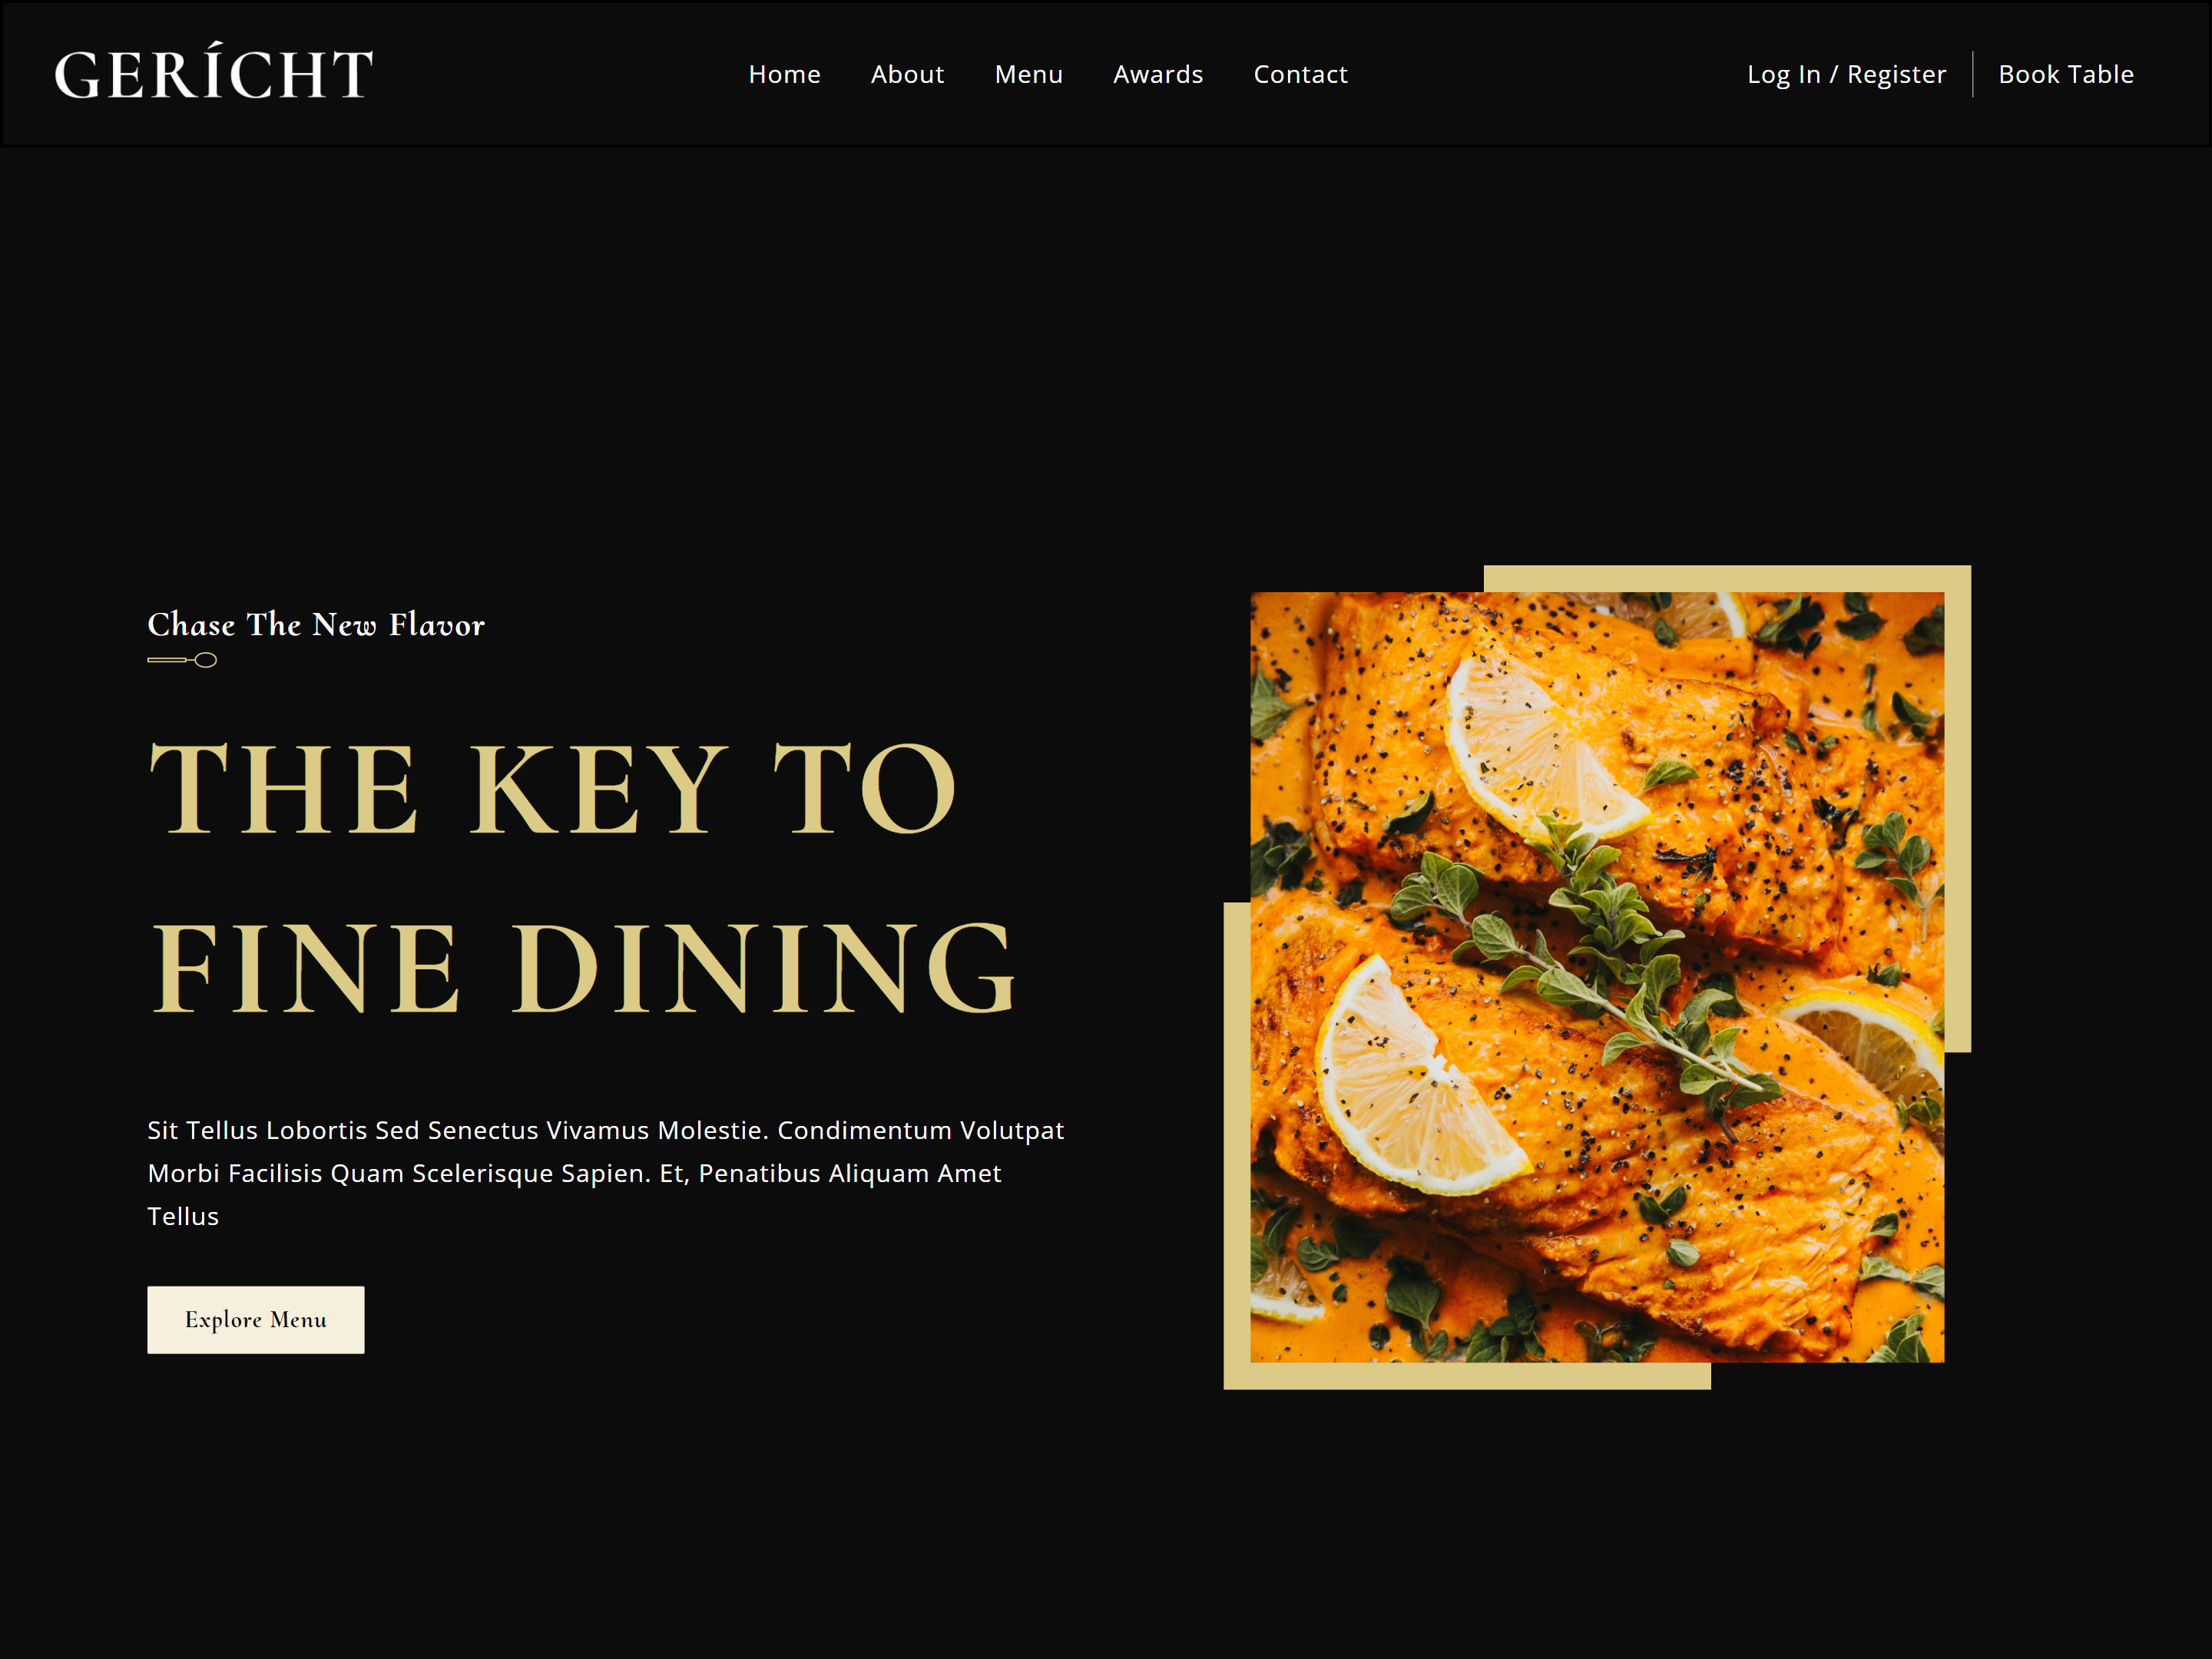 GERÍCHT
Home About Menu Awards Contact
Log In / Register Book Table
Chase The New Flavor
THE KEY TO
FINE DINING
Sit Tellus Lobortis Sed Senectus Vivamus Molestie. Condimentum Volutpat
Morbi Facilisis Quam Scelerisque Sapien. Et, Penatibus Aliquam Amet
Tellus
Explore Menu